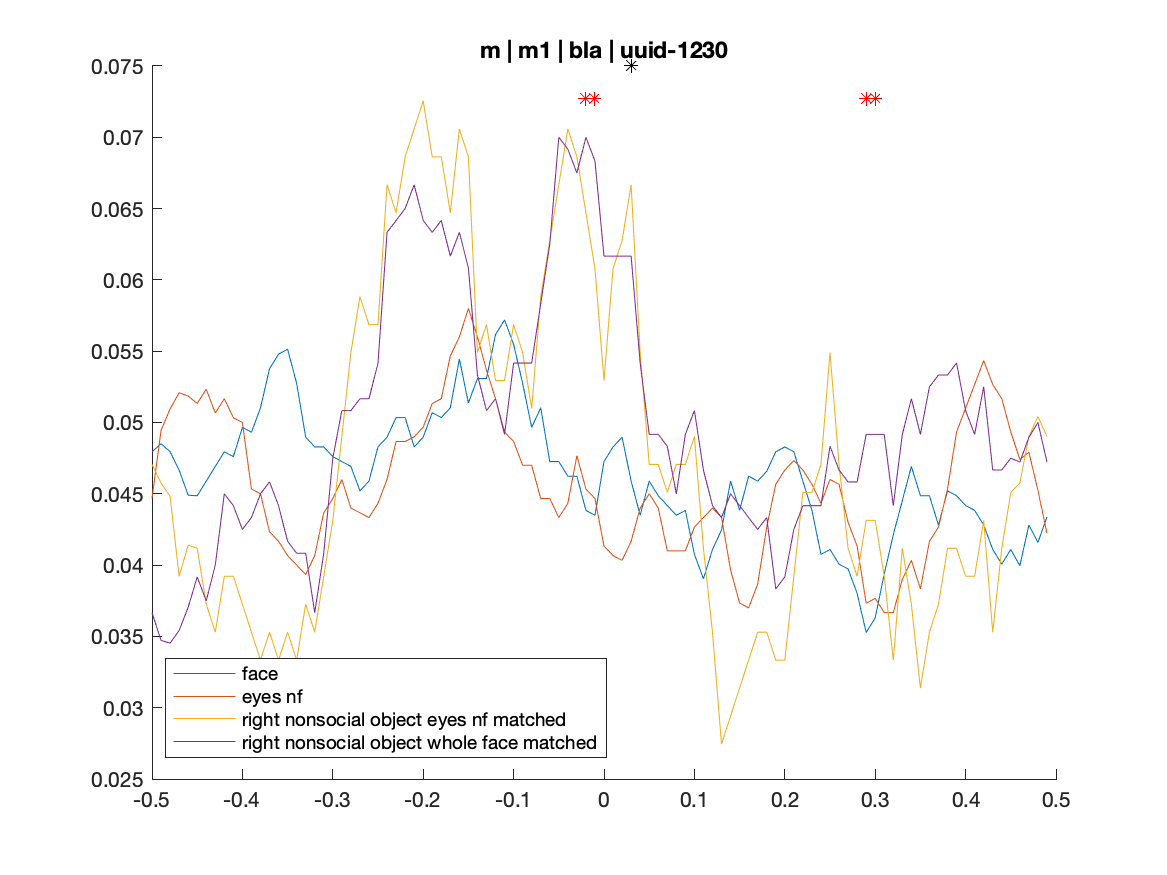 m | m1 | bla | uuid-1230
0.075
0.07
0.065
0.06
0.055
0.05
0.045
0.04
0.035
0.03
0.025
face
eyes nf
right nonsocial object eyes nf matched
right nonsocial object whole face matched
-0.5 -0.4 -0.3 -0.2 -0.1 0 0.1 0.2 0.3 0.4 0.5